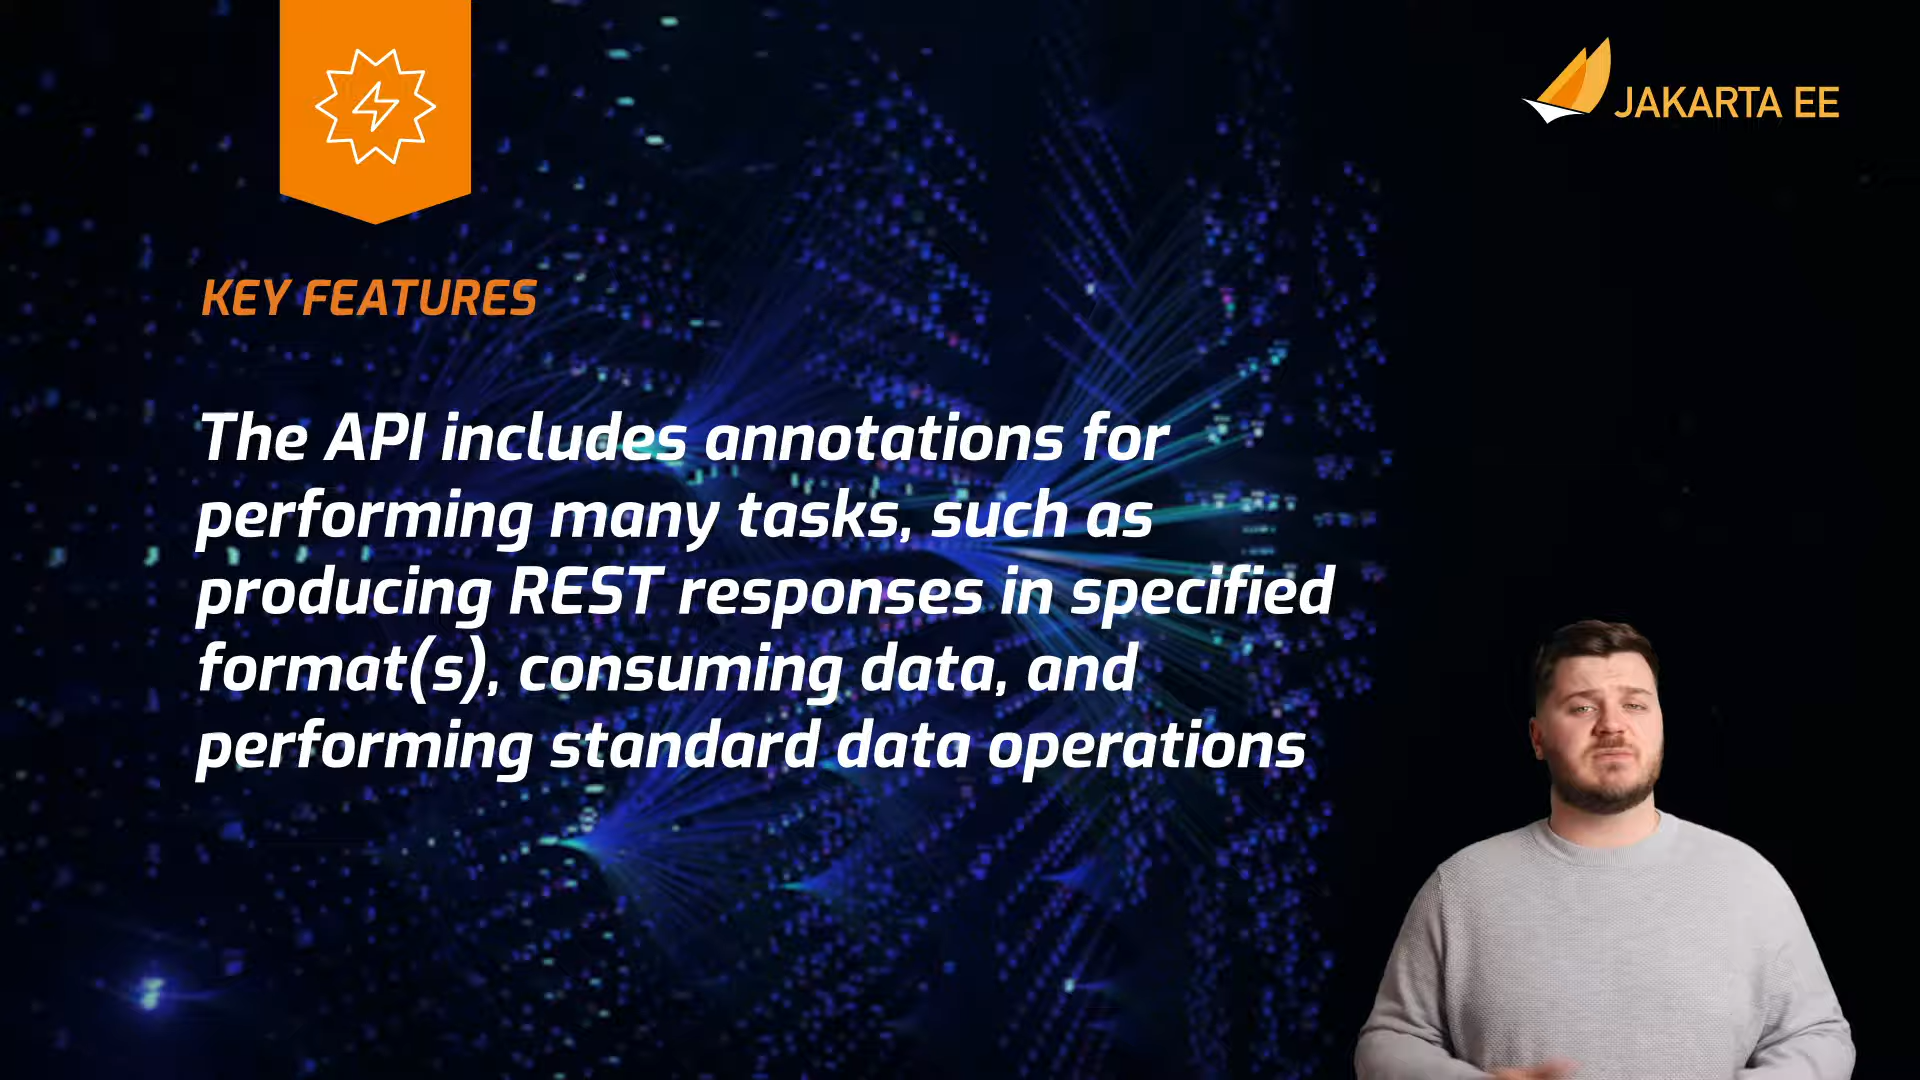 JAKARTA EE
KEY FEATURES
The API includes annotations for
performing many tasks, such as
producing REST responses in specified
format(s), consuming data, and
performing standard data operations